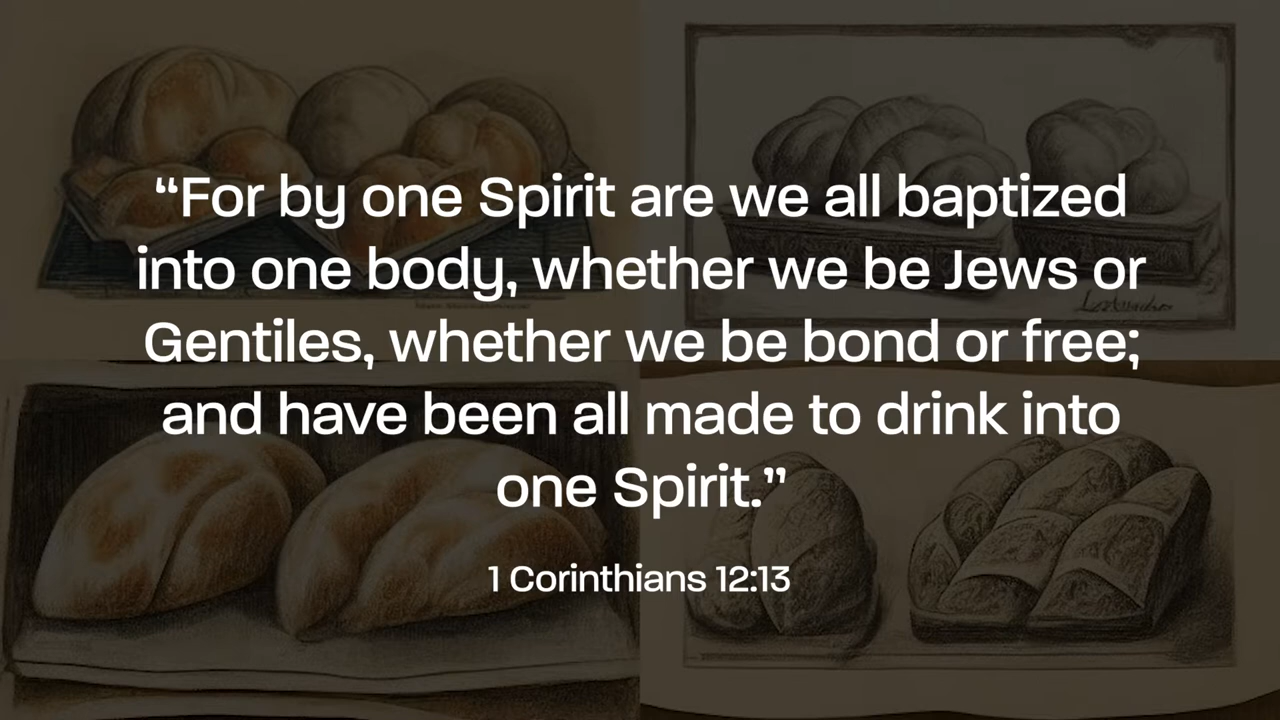 “For by one Spirit are we all baptized
into one body, whether we be Jews or
Gentiles, whether we be bond or free;
and have been all made to drink into
one Spirit.”
1 Corinthians 12:13